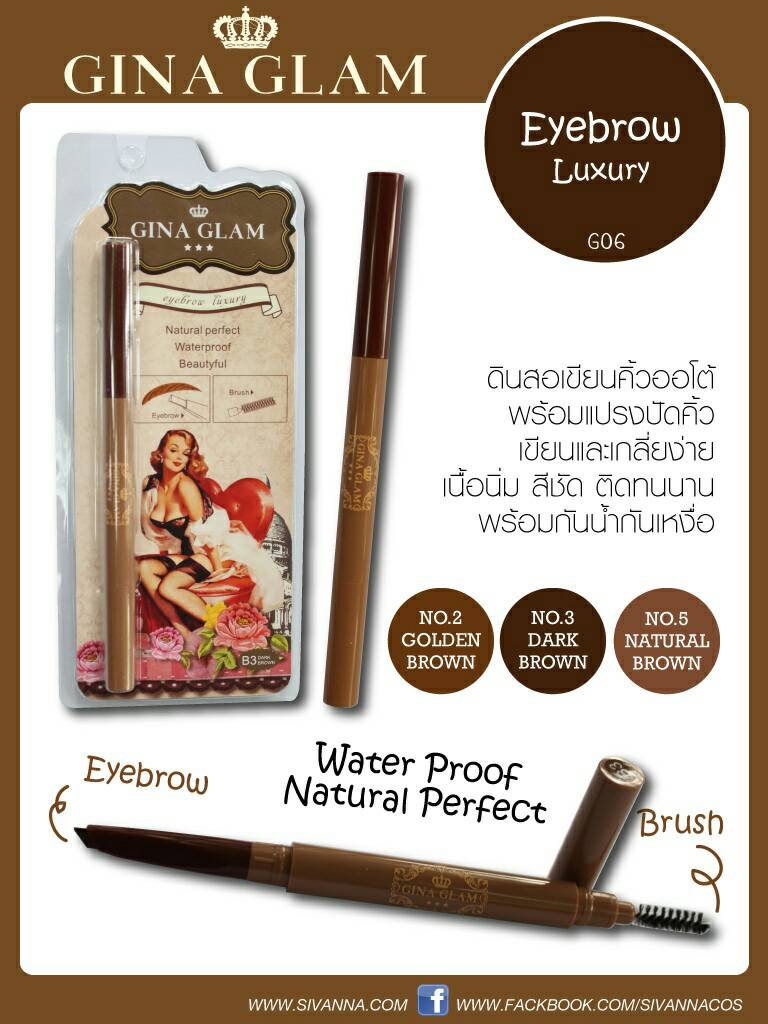 GINA GLAM
Eyebrow
Luxury
G06
GINA GLAM
eyebrow luxury
Natural perfect
Waterproof
Beautyful
Eyebrow
Brush
B3 DARK BROWN
GINA GLAM
ดินสอเขียนคิ้วออโต้
พร้อมแปรงปัดคิ้ว
เขียนและเกลี่ยง่าย
เนื้อนิ่ม สีชัด ติดทนนาน
พร้อมกันน้ำกันเหงื่อ
NO.2
GOLDEN
BROWN
NO.3
DARK
BROWN
NO.5
NATURAL
BROWN
Eyebrow
Water Proof
Natural Perfect
Brush
GINA GLAM
WWW.SIVANNA.COM
WWW.FACKBOOK.COM/SIVANNACOS